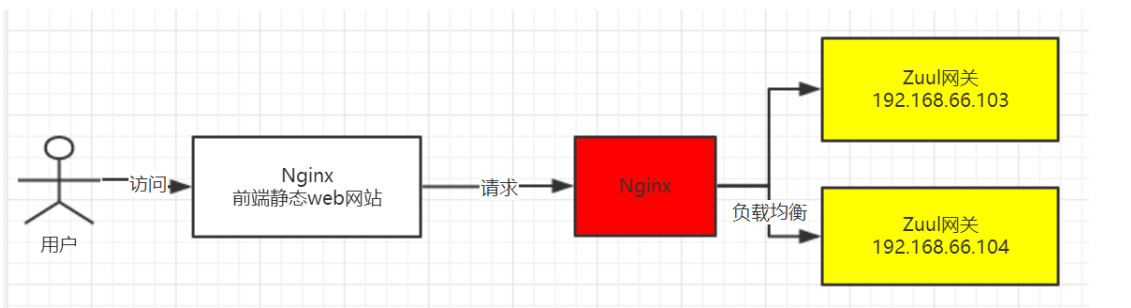 用户
访问
Nginx
前端静态web网站
请求
Nginx
负载均衡
Zuul网关
192.168.66.103
Zuul网关
192.168.66.104